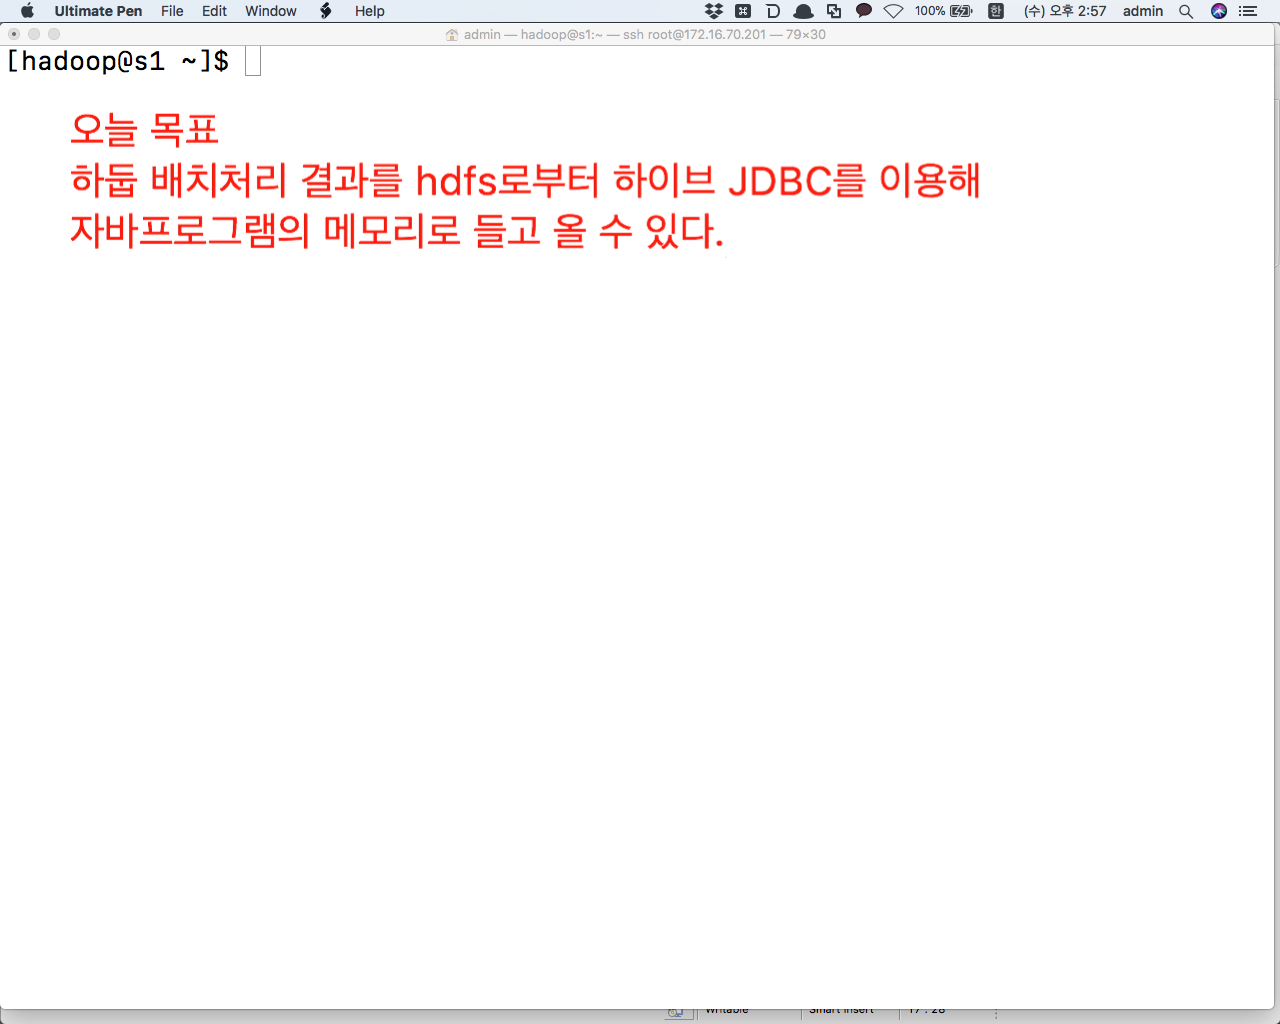 Ultimate Pen File Edit Window Help 100% 한 (수) 오후 2:57 admin
admin — hadoop@s1:~ — ssh root@172.16.70.201 — 79×30
[hadoop@s1 ~]$
오늘 목표
하둡 배치처리 결과를 hdfs로부터 하이브 JDBC를 이용해
자바프로그램의 메모리로 들고 올 수 있다.
Writable Smart Insert 17 : 28